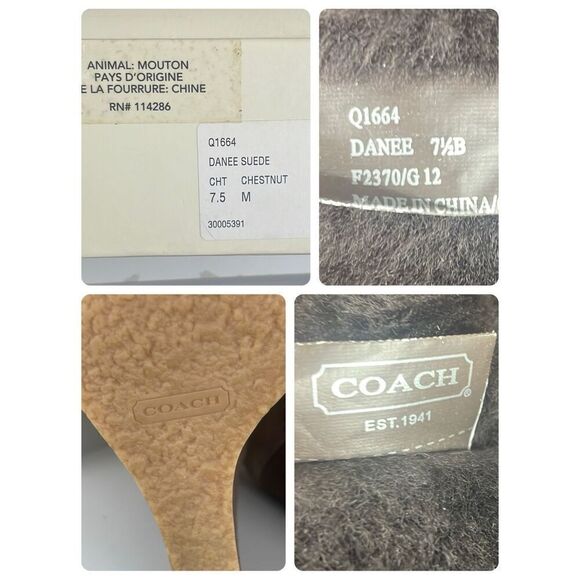 ANIMAL: MOUTON
PAYS D'ORIGINE
E LA FOURRURE: CHINE
RN# 114286
Q1664
DANEE SUEDE
CHT CHESTNUT
7.5 M
30005391
Q1664
DANEE 7½B
F2370/G 12
MADE IN CHINA/
COACH
COACH®
EST.1941